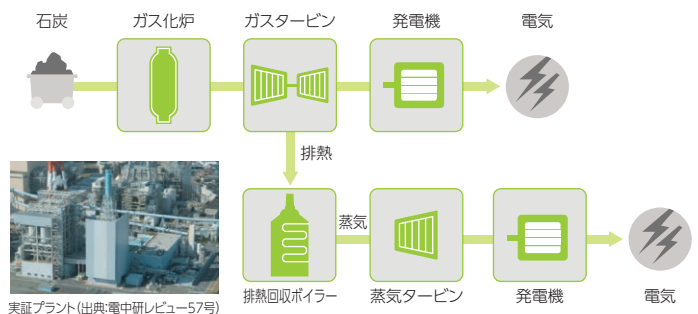 石炭
ガス化炉
ガスタービン
発電機
電気
排熱
蒸気
実証プラント(出典:電中研レビュー57号)
排熱回収ボイラー
蒸気タービン
発電機
電気